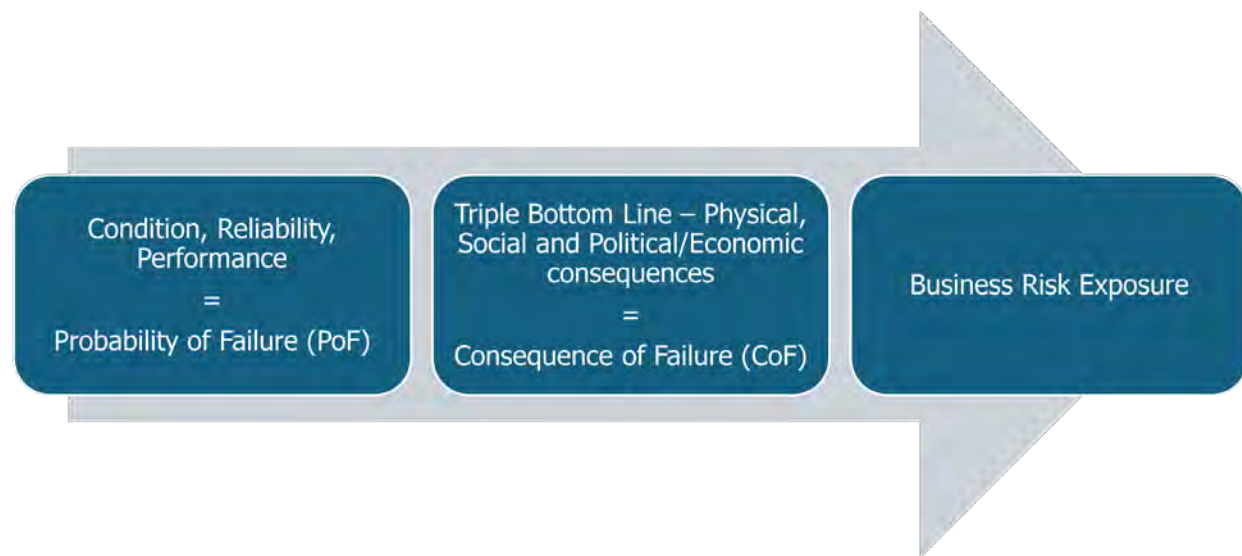 Condition, Reliability,
Performance
=
Probability of Failure (PoF)
Triple Bottom Line – Physical,
Social and Political/Economic
consequences
=
Consequence of Failure (CoF)
Business Risk Exposure